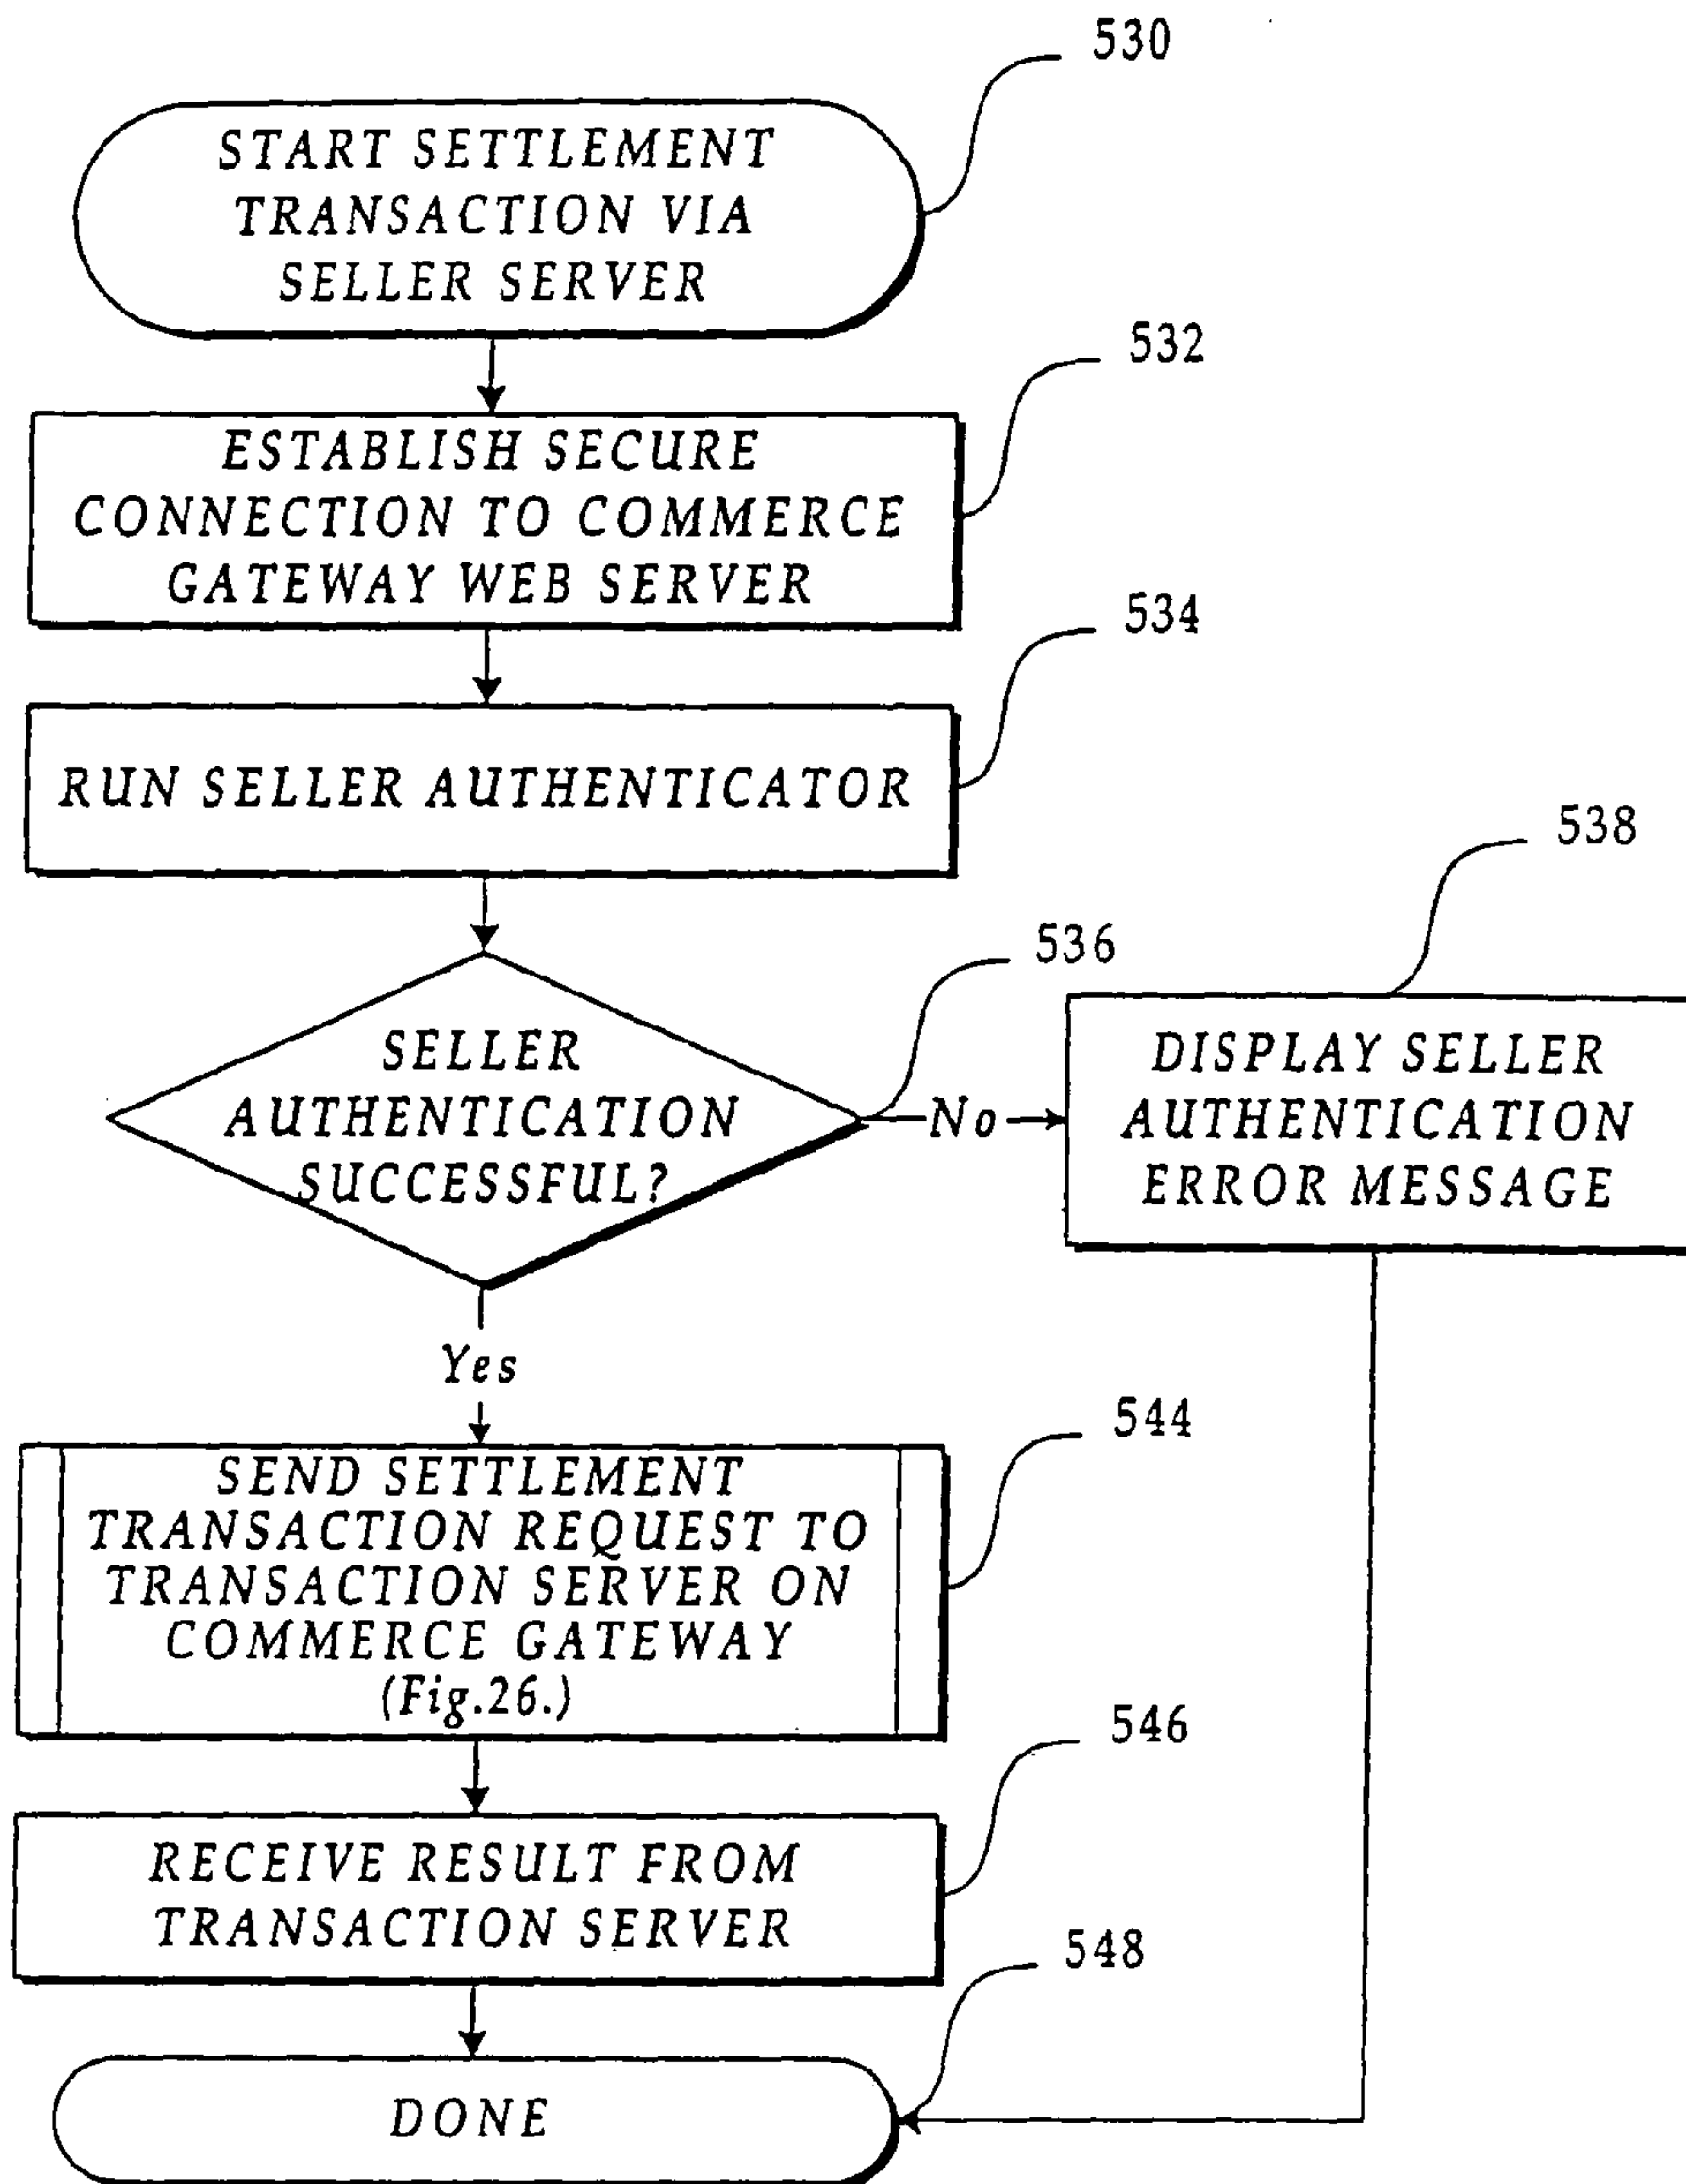 530
START SETTLEMENT
TRANSACTION VIA
SELLER SERVER
532
ESTABLISH SECURE
CONNECTION TO COMMERCE
GATEWAY WEB SERVER
534
RUN SELLER AUTHENTICATOR
536
SELLER
AUTHENTICATION
SUCCESSFUL?
No
538
DISPLAY SELLER
AUTHENTICATION
ERROR MESSAGE
Yes
544
SEND SETTLEMENT
TRANSACTION REQUEST TO
TRANSACTION SERVER ON
COMMERCE GATEWAY
(Fig.26.)
546
RECEIVE RESULT FROM
TRANSACTION SERVER
548
DONE